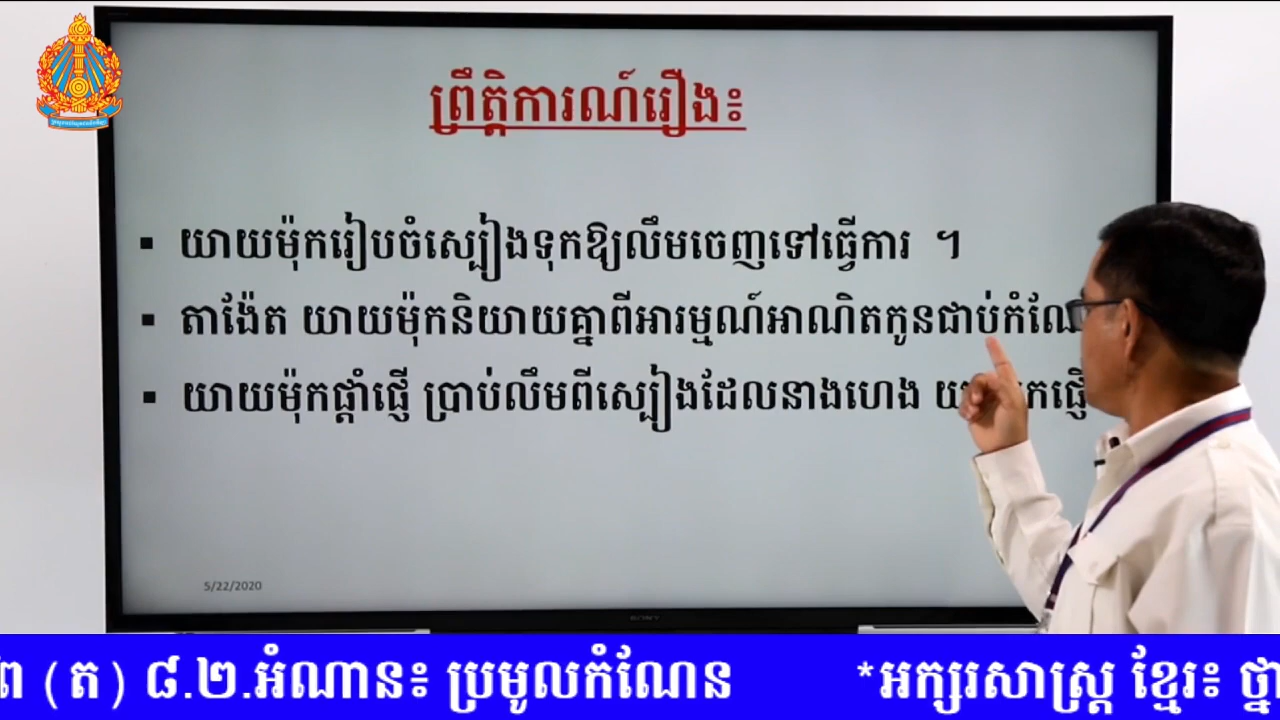 ព្រឹត្តិការណ៍រឿង៖
▪ យាយម៉ុករៀបចំស្បៀងទុកឱ្យលឹមចេញទៅធ្វើការ ។
▪ តាង៉ែត យាយម៉ុកនិយាយគ្នាពីអារម្មណ៍អាណិតកូនជាប់កំណែ
▪ យាយម៉ុកផ្តាំផ្ញើ ប្រាប់លឹមពីស្បៀងដែលនាងហេង ផ្ញើ
5/22/2020
SONY
(ត) ៨.២.អំណាន៖ ប្រមូលកំណែន *អក្សរសាស្ត្រ ខ្មែរ៖ ថ្នា